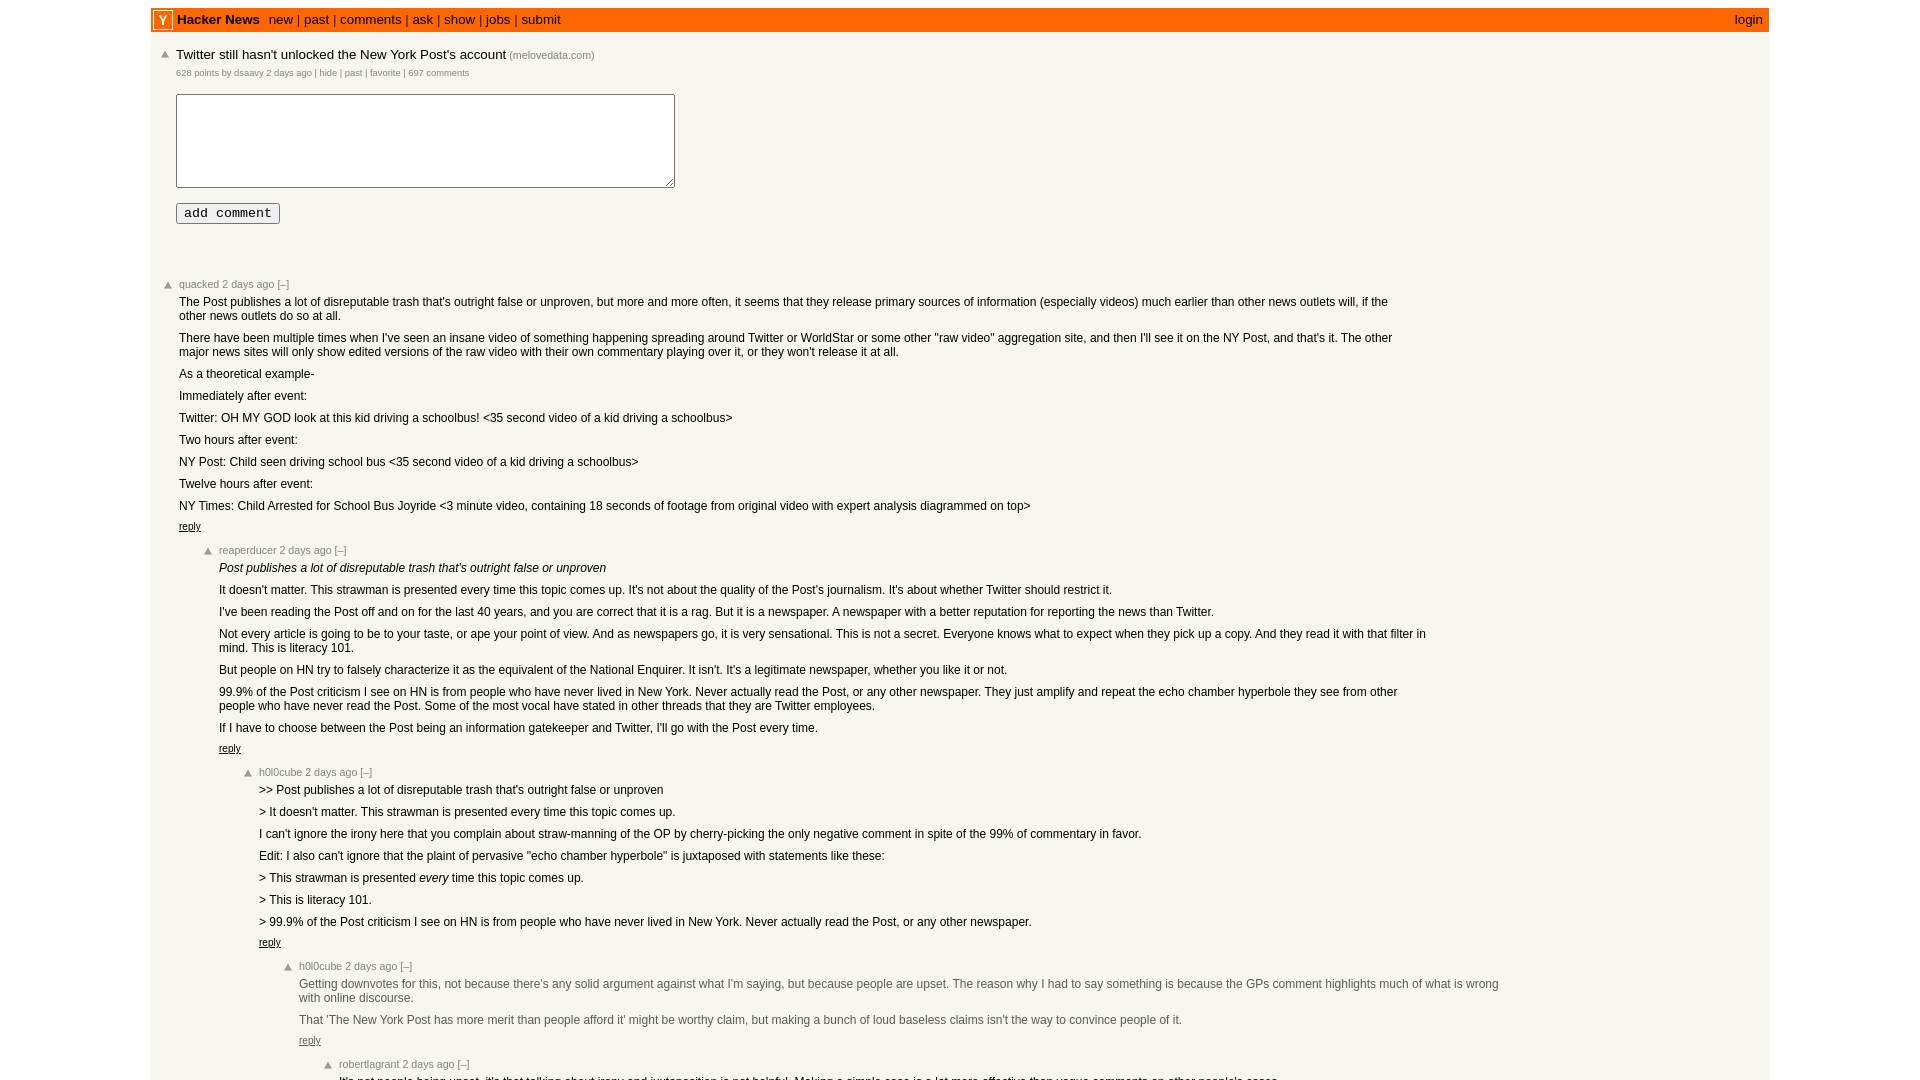 Y Hacker News new | past | comments | ask | show | jobs | submit login
Twitter still hasn't unlocked the New York Post's account (melovedata.com)
628 points by dsaavy 2 days ago | hide | past | favorite | 697 comments
add comment
quacked 2 days ago [–]
The Post publishes a lot of disreputable trash that's outright false or unproven, but more and more often, it seems that they release primary sources of information (especially videos) much earlier than other news outlets will, if the
other news outlets do so at all.
There have been multiple times when I've seen an insane video of something happening spreading around Twitter or WorldStar or some other "raw video" aggregation site, and then I'll see it on the NY Post, and that's it. The other
major news sites will only show edited versions of the raw video with their own commentary playing over it, or they won't release it at all.
As a theoretical example-
Immediately after event:
Twitter: OH MY GOD look at this kid driving a schoolbus! <35 second video of a kid driving a schoolbus>
Two hours after event:
NY Post: Child seen driving school bus <35 second video of a kid driving a schoolbus>
Twelve hours after event:
NY Times: Child Arrested for School Bus Joyride <3 minute video, containing 18 seconds of footage from original video with expert analysis diagrammed on top>
reply
reaperducer 2 days ago [–]
Post publishes a lot of disreputable trash that's outright false or unproven
It doesn't matter. This strawman is presented every time this topic comes up. It's not about the quality of the Post's journalism. It's about whether Twitter should restrict it.
I've been reading the Post off and on for the last 40 years, and you are correct that it is a rag. But it is a newspaper. A newspaper with a better reputation for reporting the news than Twitter.
Not every article is going to be to your taste, or ape your point of view. And as newspapers go, it is very sensational. This is not a secret. Everyone knows what to expect when they pick up a copy. And they read it with that filter in
mind. This is literacy 101.
But people on HN try to falsely characterize it as the equivalent of the National Enquirer. It isn't. It's a legitimate newspaper, whether you like it or not.
99.9% of the Post criticism I see on HN is from people who have never lived in New York. Never actually read the Post, or any other newspaper. They just amplify and repeat the echo chamber hyperbole they see from other
people who have never read the Post. Some of the most vocal have stated in other threads that they are Twitter employees.
If I have to choose between the Post being an information gatekeeper and Twitter, I'll go with the Post every time.
reply
h0l0cube 2 days ago [–]
>> Post publishes a lot of disreputable trash that's outright false or unproven
> It doesn't matter. This strawman is presented every time this topic comes up.
I can't ignore the irony here that you complain about straw-manning of the OP by cherry-picking the only negative comment in spite of the 99% of commentary in favor.
Edit: I also can't ignore that the plaint of pervasive "echo chamber hyperbole" is juxtaposed with statements like these:
> This strawman is presented every time this topic comes up.
> This is literacy 101.
> 99.9% of the Post criticism I see on HN is from people who have never lived in New York. Never actually read the Post, or any other newspaper.
reply
h0l0cube 2 days ago [–]
Getting downvotes for this, not because there's any solid argument against what I'm saying, but because people are upset. The reason why I had to say something is because the GPs comment highlights much of what is wrong
with online discourse.
That 'The New York Post has more merit than people afford it' might be worthy claim, but making a bunch of loud baseless claims isn't the way to convince people of it.
reply
robertlagrant 2 days ago [–]
It's not people being upset, it's that talking about irony and juxtaposition is not helpful. Making a simple case is a lot more effective than vague comments on other people's cases.